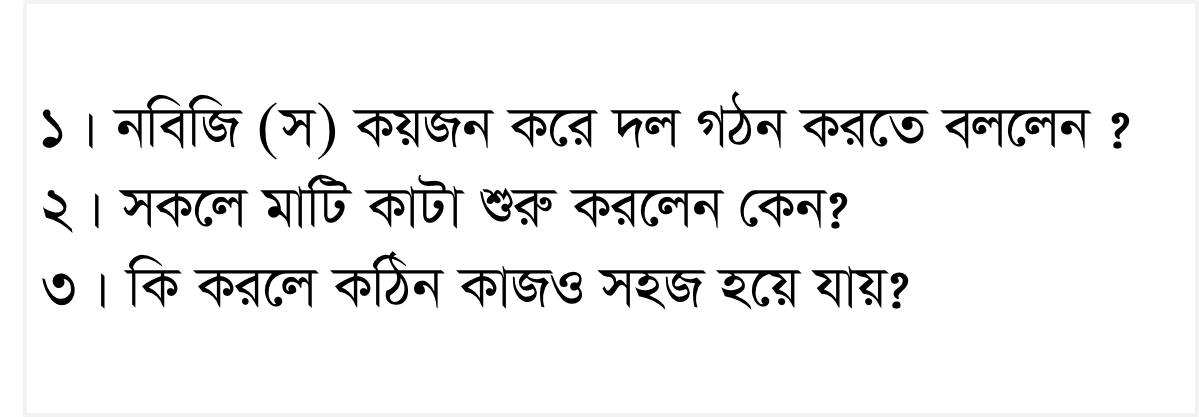 ১। নবিজি (স) কয়জন করে দল গঠন করতে বললেন ?
২। সকলে মাটি কাটা শুরু করলেন কেন?
৩। কি করলে কঠিন কাজও সহজ হয়ে যায়?